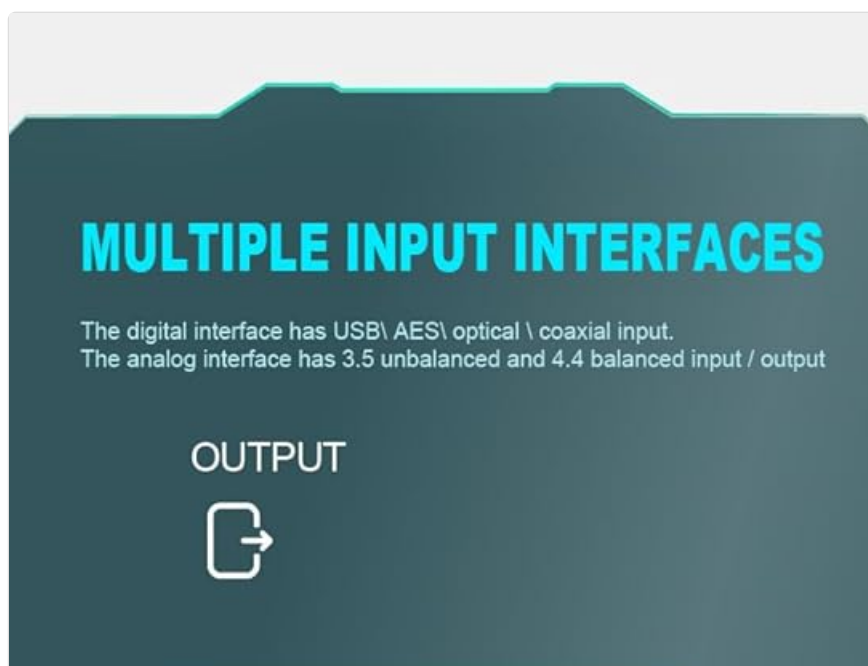 MULTIPLE INPUT INTERFACES
The digital interface has USB\ AES\ optical \ coaxial input.
The analog interface has 3.5 unbalanced and 4.4 balanced input / output
OUTPUT